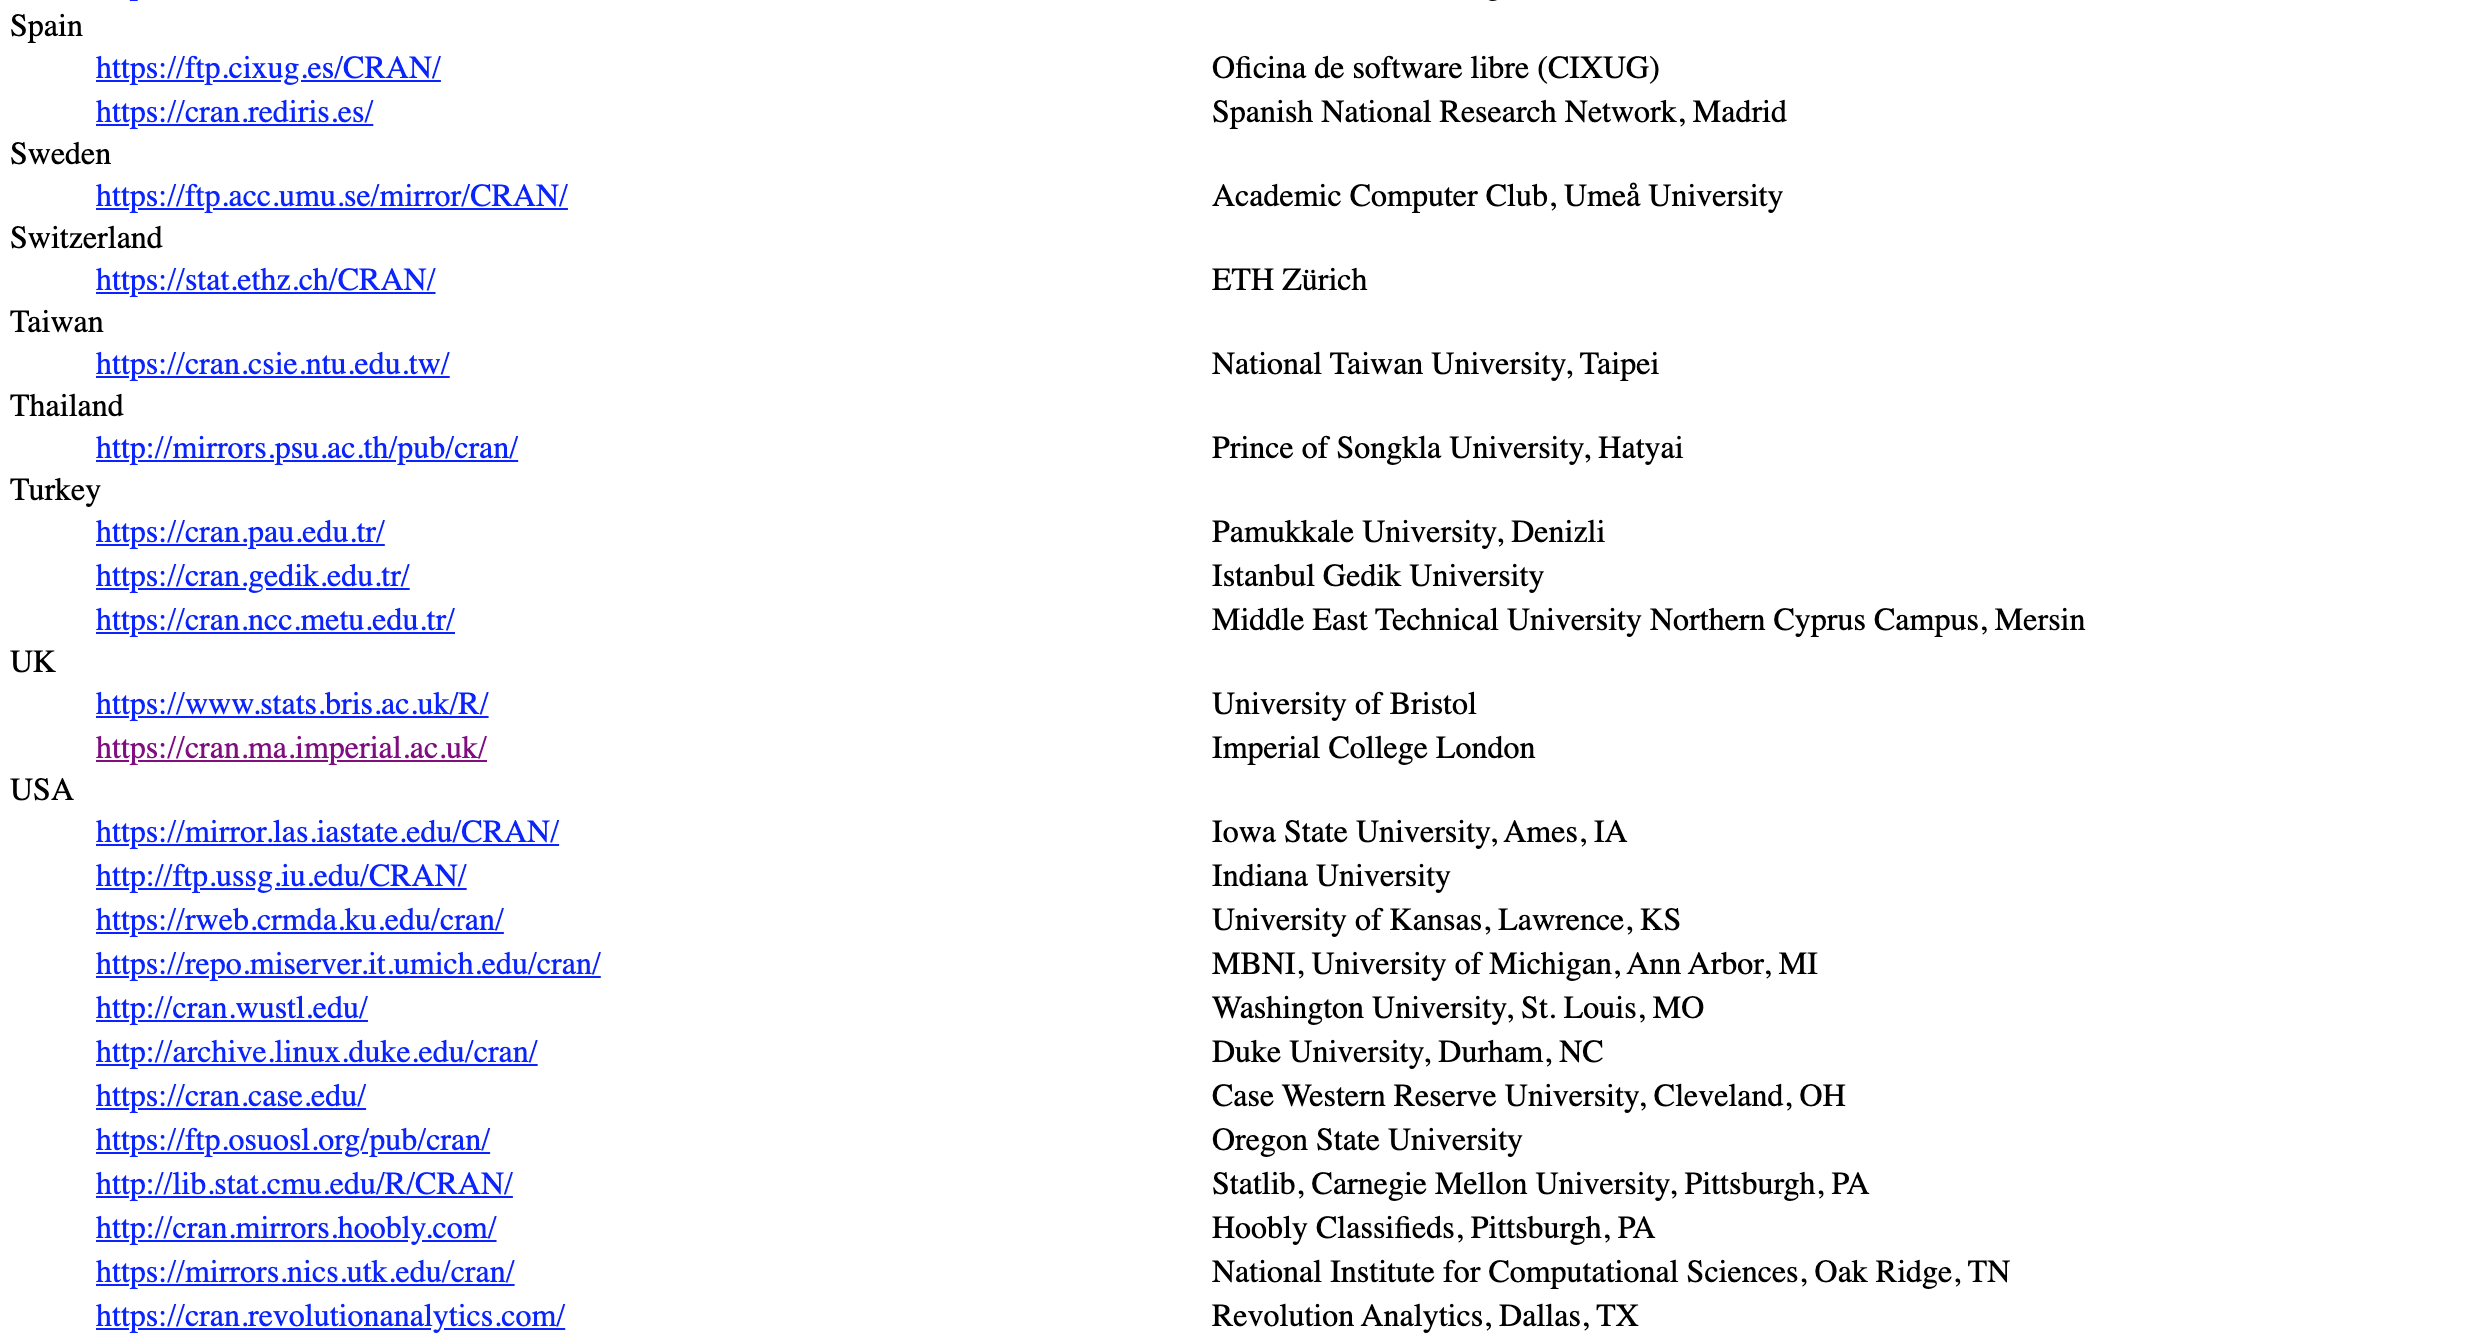 Spain
https://ftp.cixug.es/CRAN/ Oficina de software libre (CIXUG)
https://cran.rediris.es/ Spanish National Research Network, Madrid
Sweden
https://ftp.acc.umu.se/mirror/CRAN/ Academic Computer Club, Umeå University
Switzerland
https://stat.ethz.ch/CRAN/ ETH Zürich
Taiwan
https://cran.csie.ntu.edu.tw/ National Taiwan University, Taipei
Thailand
http://mirrors.psu.ac.th/pub/cran/ Prince of Songkla University, Hatyai
Turkey
https://cran.pau.edu.tr/ Pamukkale University, Denizli
https://cran.gedik.edu.tr/ Istanbul Gedik University
https://cran.ncc.metu.edu.tr/ Middle East Technical University Northern Cyprus Campus, Mersin
UK
https://www.stats.bris.ac.uk/R/ University of Bristol
https://cran.ma.imperial.ac.uk/ Imperial College London
USA
https://mirror.las.iastate.edu/CRAN/ Iowa State University, Ames, IA
http://ftp.ussg.iu.edu/CRAN/ Indiana University
https://rweb.crmda.ku.edu/cran/ University of Kansas, Lawrence, KS
https://repo.miserver.it.umich.edu/cran/ MBNI, University of Michigan, Ann Arbor, MI
http://cran.wustl.edu/ Washington University, St. Louis, MO
http://archive.linux.duke.edu/cran/ Duke University, Durham, NC
https://cran.case.edu/ Case Western Reserve University, Cleveland, OH
https://ftp.osuosl.org/pub/cran/ Oregon State University
http://lib.stat.cmu.edu/R/CRAN/ Statlib, Carnegie Mellon University, Pittsburgh, PA
http://cran.mirrors.hoobly.com/ Hoobly Classifieds, Pittsburgh, PA
https://mirrors.nics.utk.edu/cran/ National Institute for Computational Sciences, Oak Ridge, TN
https://cran.revolutionanalytics.com/ Revolution Analytics, Dallas, TX